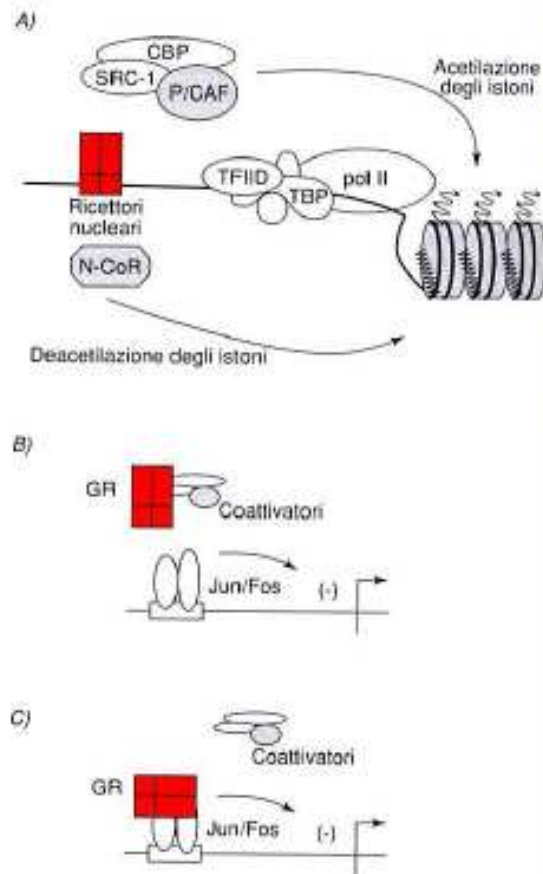 A)
CBP
SRC-1
P/CAF
Acetilazione
degli istoni
TFIID
TBP
pol II
Ricettori
nucleari
N-CoR
Deacetilazione degli istoni
B)
GR
Coattivatori
Jun/Fos
(-)
C)
Coattivatori
GR
Jun/Fos
(-)